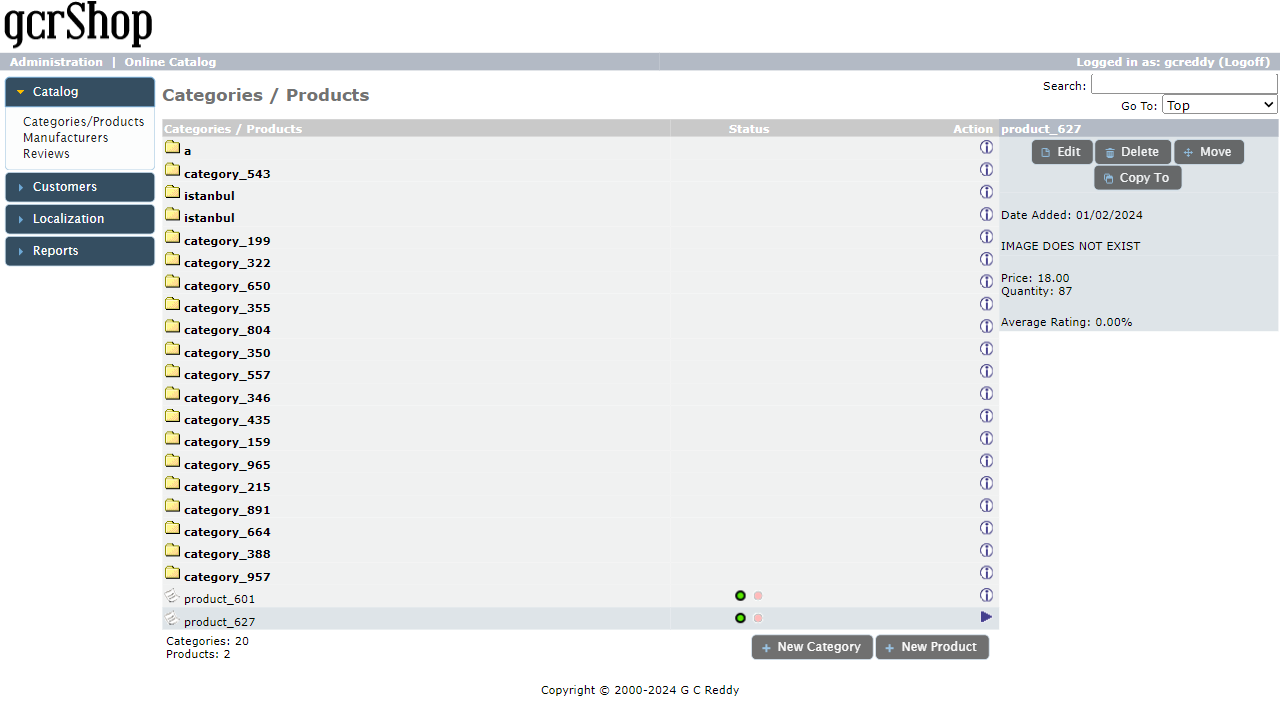 gcrShop
Administration | Online Catalog
Logged in as: gcreddy (Logoff)
Catalog
Categories/Products
Manufacturers
Reviews
Customers
Localization
Reports
Categories / Products
Search:
Go To: Top
Categories / Products Status Action
a
category_543
istanbul
istanbul
category_199
category_322
category_650
category_355
category_804
category_350
category_557
category_346
category_435
category_159
category_965
category_215
category_891
category_664
category_388
category_957
product_601
product_627
Categories: 20
Products: 2
New Category New Product
product_627
Edit Delete Move
Copy To
Date Added: 01/02/2024
IMAGE DOES NOT EXIST
Price: 18.00
Quantity: 87
Average Rating: 0.00%
Copyright © 2000-2024 G C Reddy